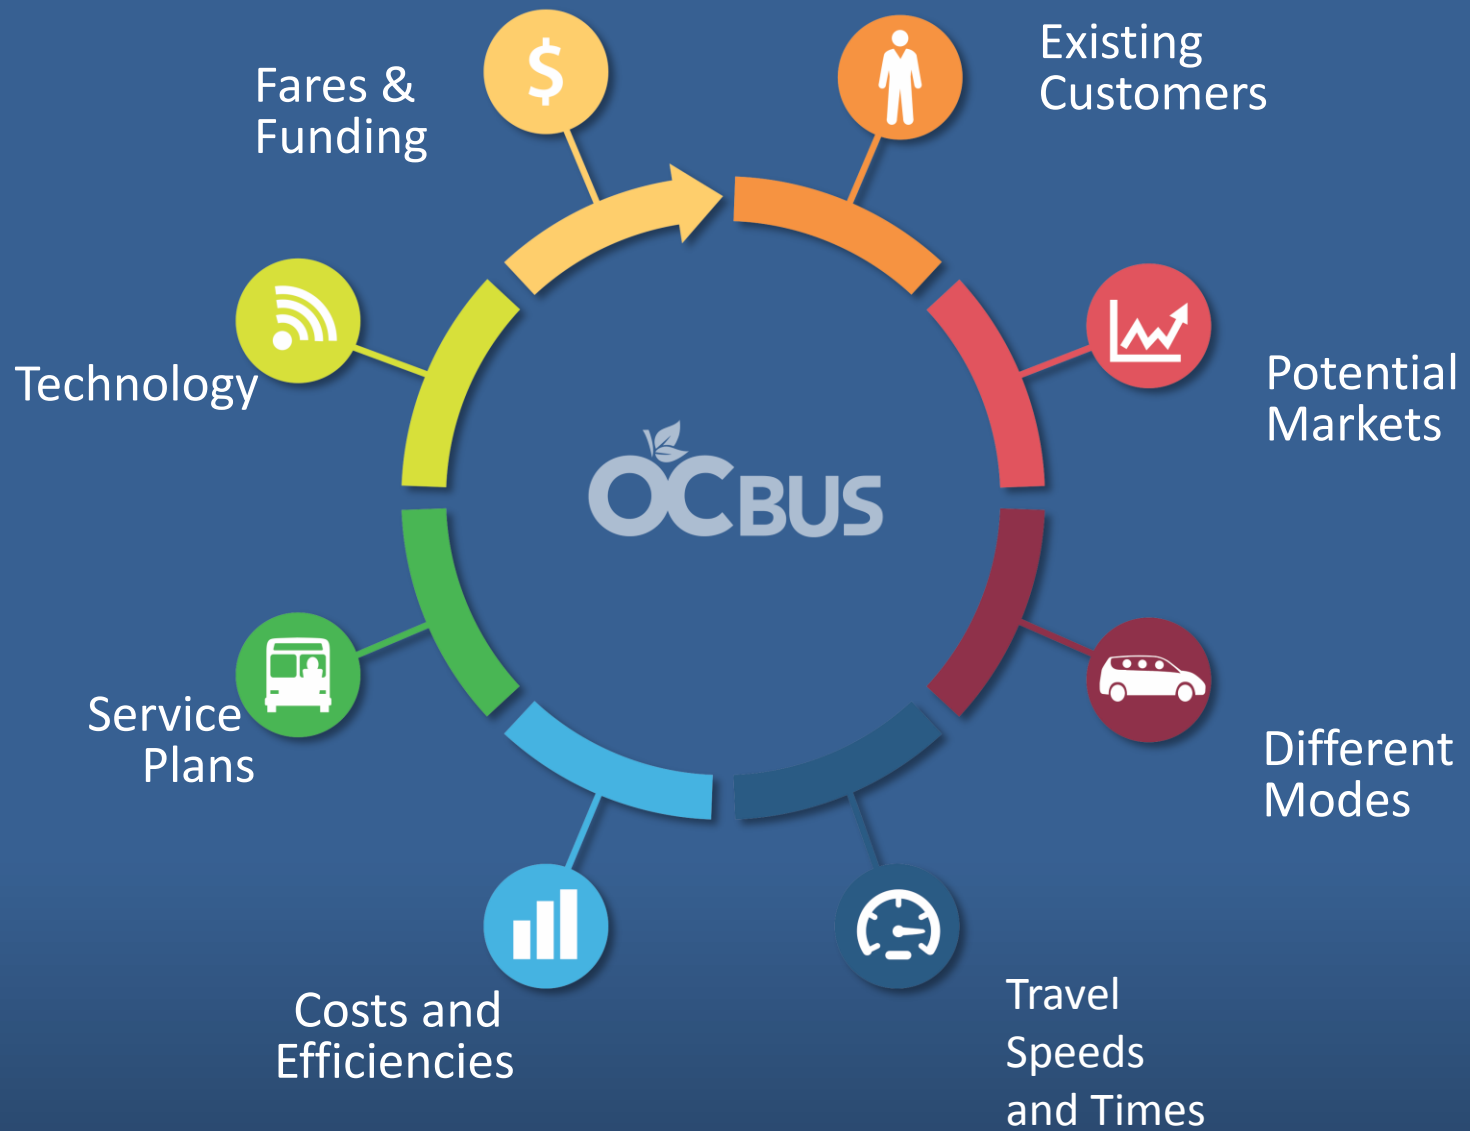 Fares &
Funding
$
Existing
Customers
Technology
Potential
Markets
OCBUS
Service
Plans
Different
Modes
Costs and
Efficiencies
Travel
Speeds
and Times